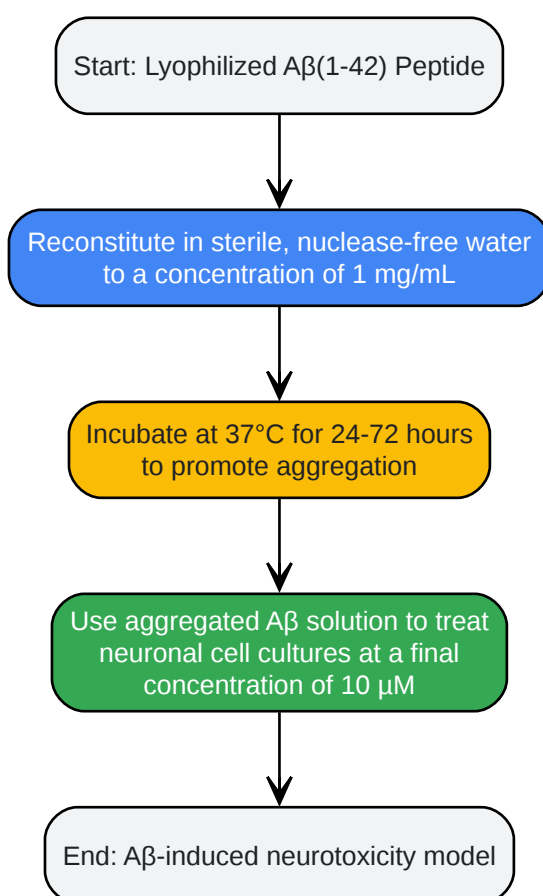 Start: Lyophilized Aβ(1-42) Peptide
Reconstitute in sterile, nuclease-free water
to a concentration of 1 mg/mL
Incubate at 37°C for 24-72 hours
to promote aggregation
Use aggregated Aβ solution to treat
neuronal cell cultures at a final
concentration of 10 µM
End: Aβ-induced neurotoxicity model